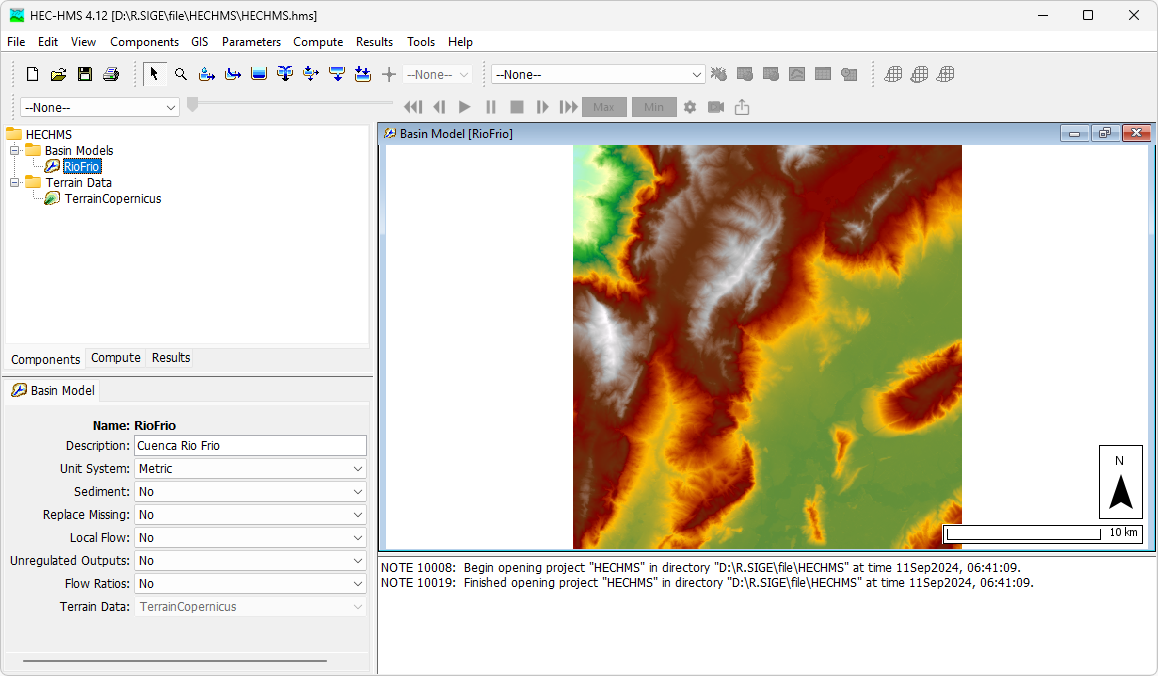 HEC-HMS 4.12 [D:\R.SIGE\file\HECHMS\HECHMS.hms]
File Edit View Components GIS Parameters Compute Results Tools Help
--None-- --None--
--None-- Max Min
HECHMS
Basin Models
RioFrio
Terrain Data
TerrainCopernicus
Components Compute Results
Basin Model
Name: RioFrio
Description: Cuenca Rio Frio
Unit System: Metric
Sediment: No
Replace Missing: No
Local Flow: No
Unregulated Outputs: No
Flow Ratios: No
Terrain Data: TerrainCopernicus
Basin Model [RioFrio]
N
10 km
NOTE 10008: Begin opening project "HECHMS" in directory "D:\R.SIGE\file\HECHMS" at time 11Sep2024, 06:41:09.
NOTE 10019: Finished opening project "HECHMS" in directory "D:\R.SIGE\file\HECHMS" at time 11Sep2024, 06:41:09.